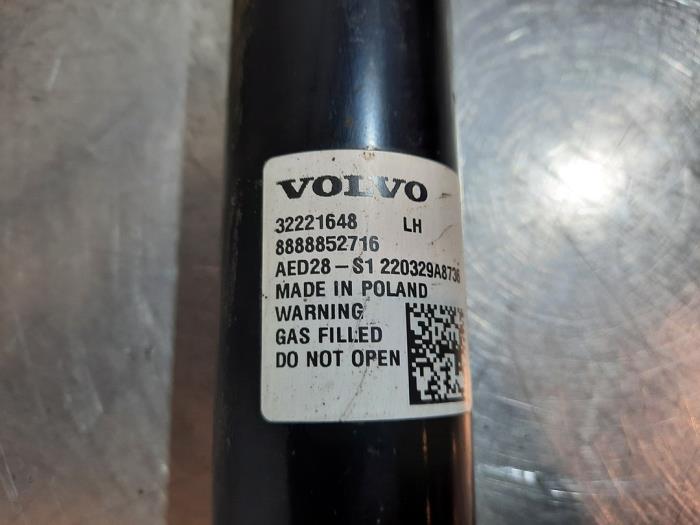 VOLVO
32221648 LH
8888852716
AED28-S1 220329A8736
MADE IN POLAND
WARNING
GAS FILLED
DO NOT OPEN